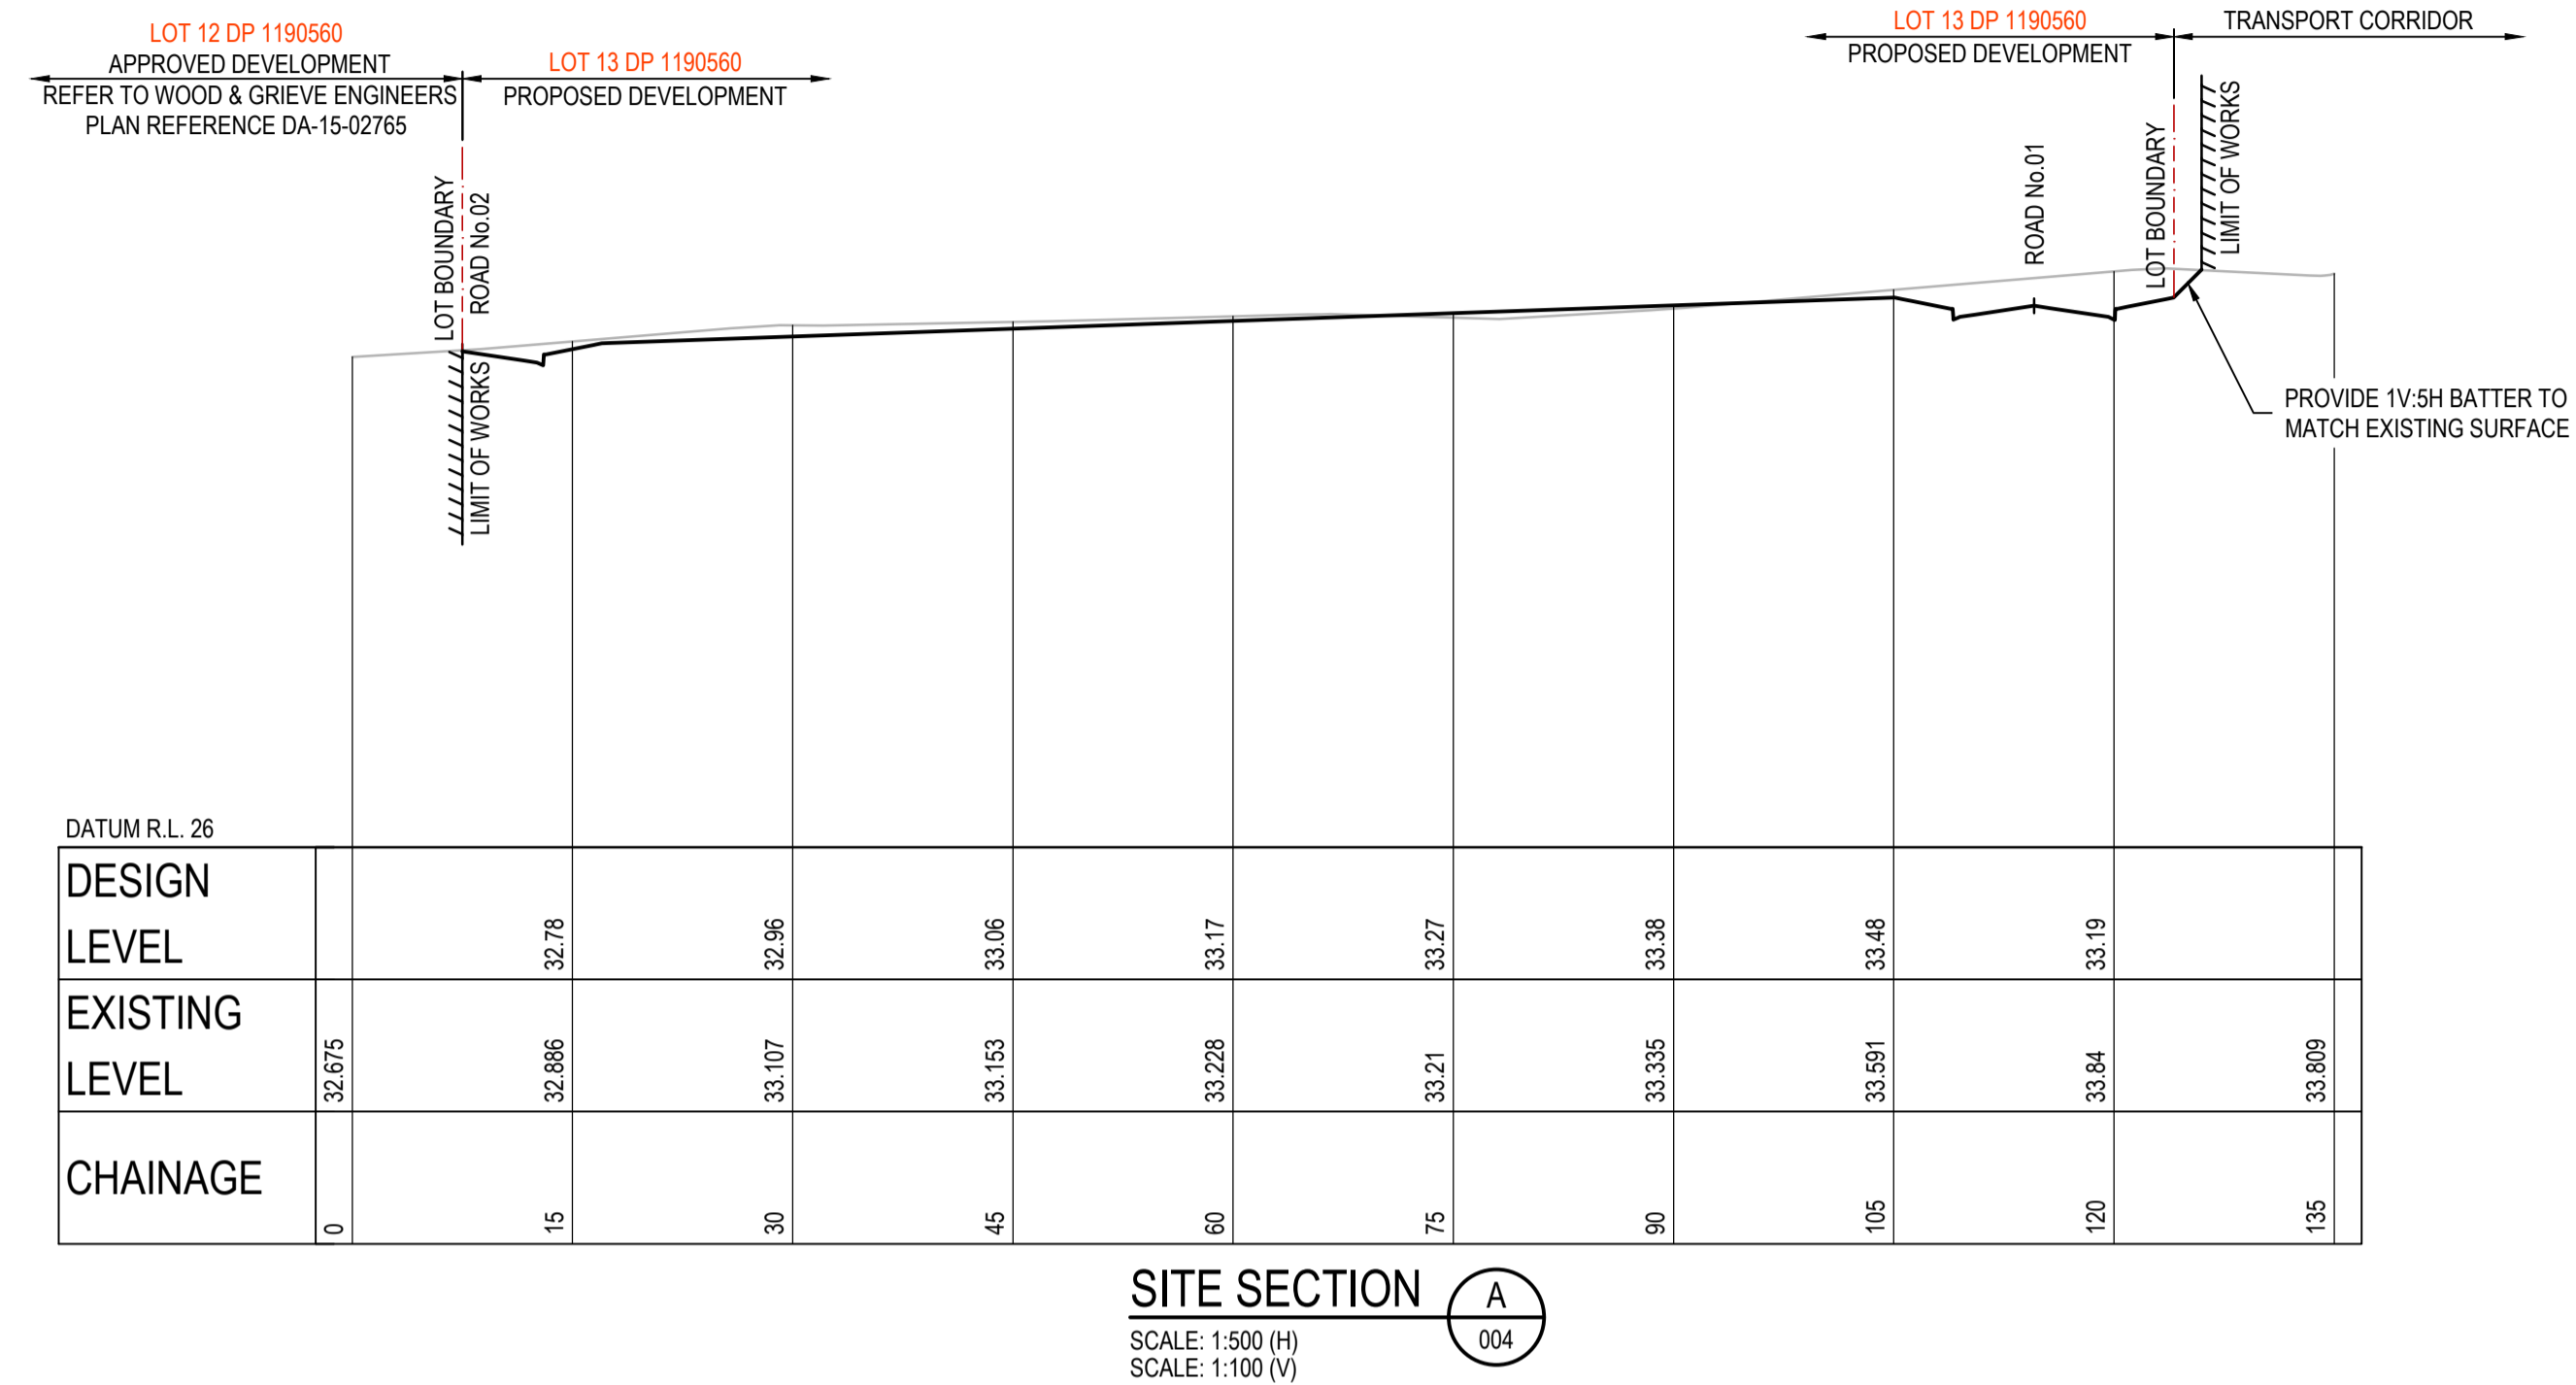 LOT 12 DP 1190560
APPROVED DEVELOPMENT
REFER TO WOOD & GRIEVE ENGINEERS
PLAN REFERENCE DA-15-02765
LOT 13 DP 1190560
PROPOSED DEVELOPMENT
LOT 13 DP 1190560
PROPOSED DEVELOPMENT
TRANSPORT CORRIDOR
LOT BOUNDARY
ROAD No.02
LIMIT OF WORKS
ROAD No.01
LOT BOUNDARY
LIMIT OF WORKS
PROVIDE 1V:5H BATTER TO
MATCH EXISTING SURFACE
DATUM R.L. 26
DESIGN
LEVEL
32.78
32.96
33.06
33.17
33.27
33.38
33.48
33.19
EXISTING
LEVEL
32.675
32.886
33.107
33.153
33.228
33.21
33.335
33.591
33.84
33.809
CHAINAGE
0
15
30
45
60
75
90
105
120
135
SITE SECTION
A
004
SCALE: 1:500 (H)
SCALE: 1:100 (V)